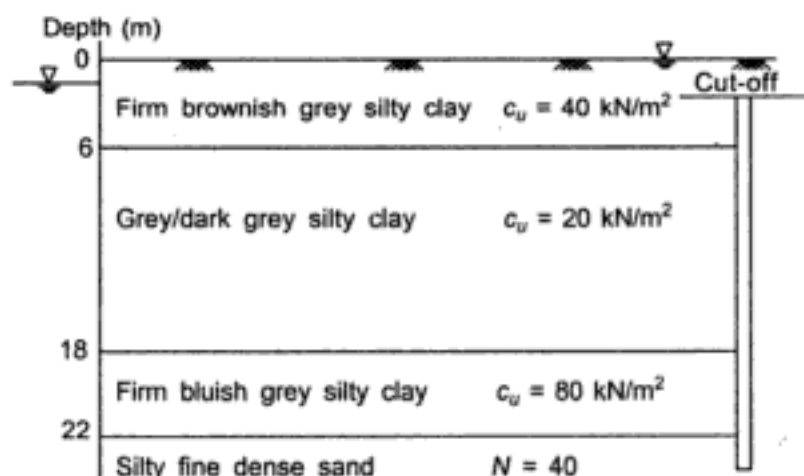 Depth (m)
0
Cut-off
Firm brownish grey silty clay c_u = 40 kN/m²
6
Grey/dark grey silty clay c_u = 20 kN/m²
18
Firm bluish grey silty clay c_u = 80 kN/m²
22
Silty fine dense sand N = 40